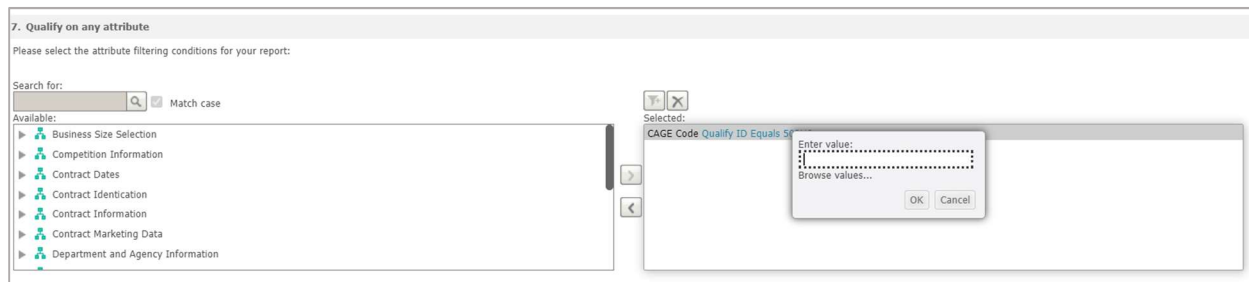 7. Qualify on any attribute
Please select the attribute filtering conditions for your report:
Search for:
Match case
Available:
Business Size Selection
Competition Information
Contract Dates
Contract Identication
Contract Information
Contract Marketing Data
Department and Agency Information
Selected:
CAGE Code Qualify ID Equals
Enter value:
Browse values...
OK Cancel